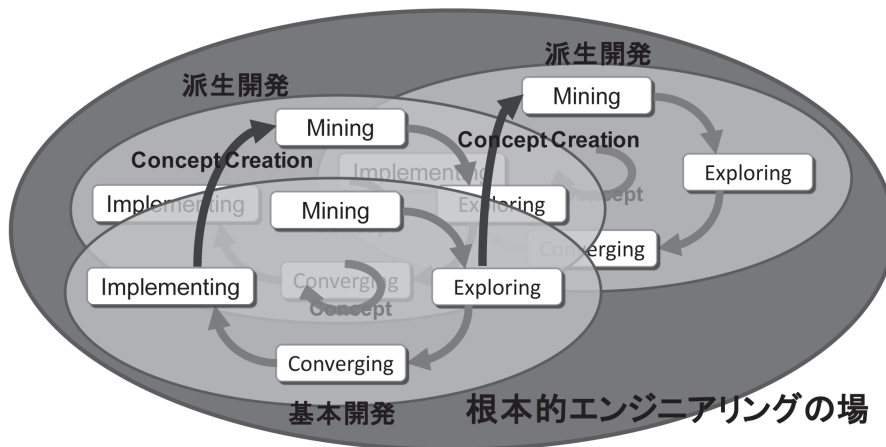 派生開発
Mining
Concept Creation
Implementing
Exploring
Concept
Converging
派生開発
Mining
Concept Creation
Implementing
Exploring
Converging
Mining
Implementing
Exploring
Converging
Concept
基本開発
根本的エンジニアリングの場